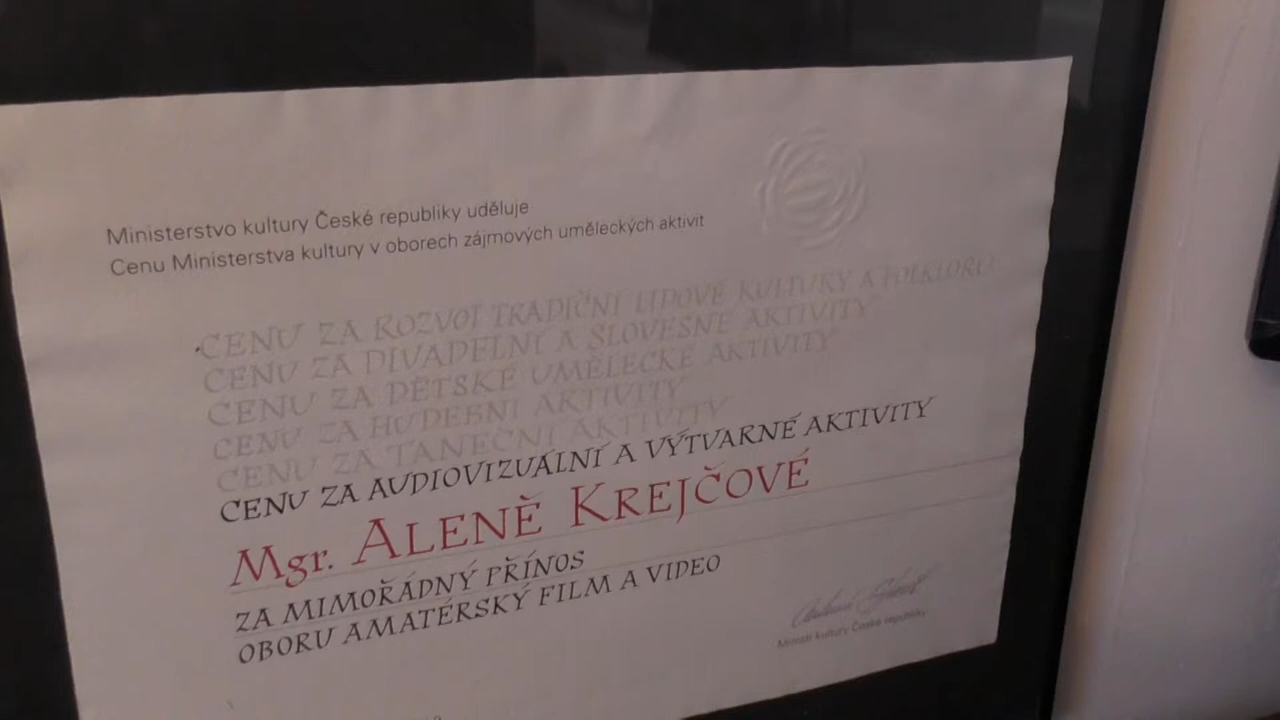 Ministerstvo kultury České republiky uděluje
Cenu Ministerstva kultury v oborech zájmových uměleckých aktivit
CENU ZA ROZVOJ TRADIČNÍ LIDOVÉ KULTURY A FOLKLORU
CENU ZA DIVADELNÍ A SLOVESNÉ AKTIVITY
CENU ZA DĚTSKÉ UMĚLECKÉ AKTIVITY
CENU ZA HUDEBNÍ AKTIVITY
CENU ZA TANEČNÍ AKTIVITY
CENU ZA AUDIOVIZUÁLNÍ A VÝTVARNÉ AKTIVITY
Mgr. ALENĚ KREJČOVÉ
ZA MIMOŘÁDNÝ PŘÍNOS
OBORU AMATÉRSKÝ FILM A VIDEO
Ministr kultury České republiky